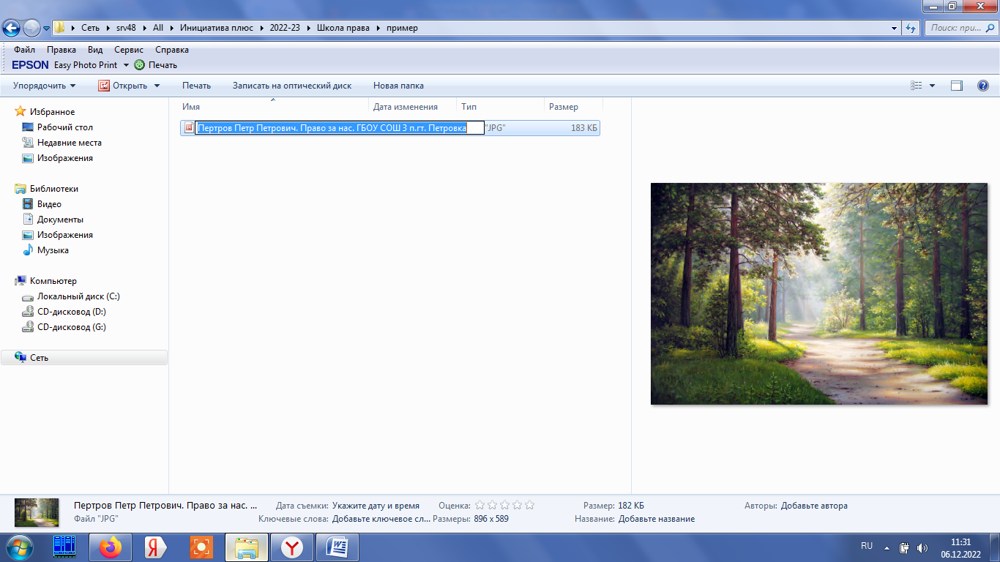 Сеть ▸ srv48 ▸ All ▸ Инициатива плюс ▸ 2022-23 ▸ Школа права ▸ пример
Поиск: при...
Файл Правка Вид Сервис Справка
EPSON Easy Photo Print Печать
Упорядочить Открыть Печать Записать на оптический диск Новая папка
Имя Дата изменения Тип Размер
Пертров Петр Петрович. Право за нас. ГБОУ СОШ 3 п.гт. Петровка "JPG" 183 КБ
Избранное
Рабочий стол
Недавние места
Изображения
Библиотеки
Видео
Документы
Изображения
Музыка
Компьютер
Локальный диск (C:)
CD-дисковод (D:)
CD-дисковод (G:)
Сеть
Пертров Петр Петрович. Право за нас. ... Дата съемки: Укажите дату и время Оценка: Размер: 182 КБ Авторы: Добавьте автора
Файл "JPG" Ключевые слова: Добавьте ключевое сл... Размеры: 896 x 589 Название: Добавьте название
RU 11:31
06.12.2022